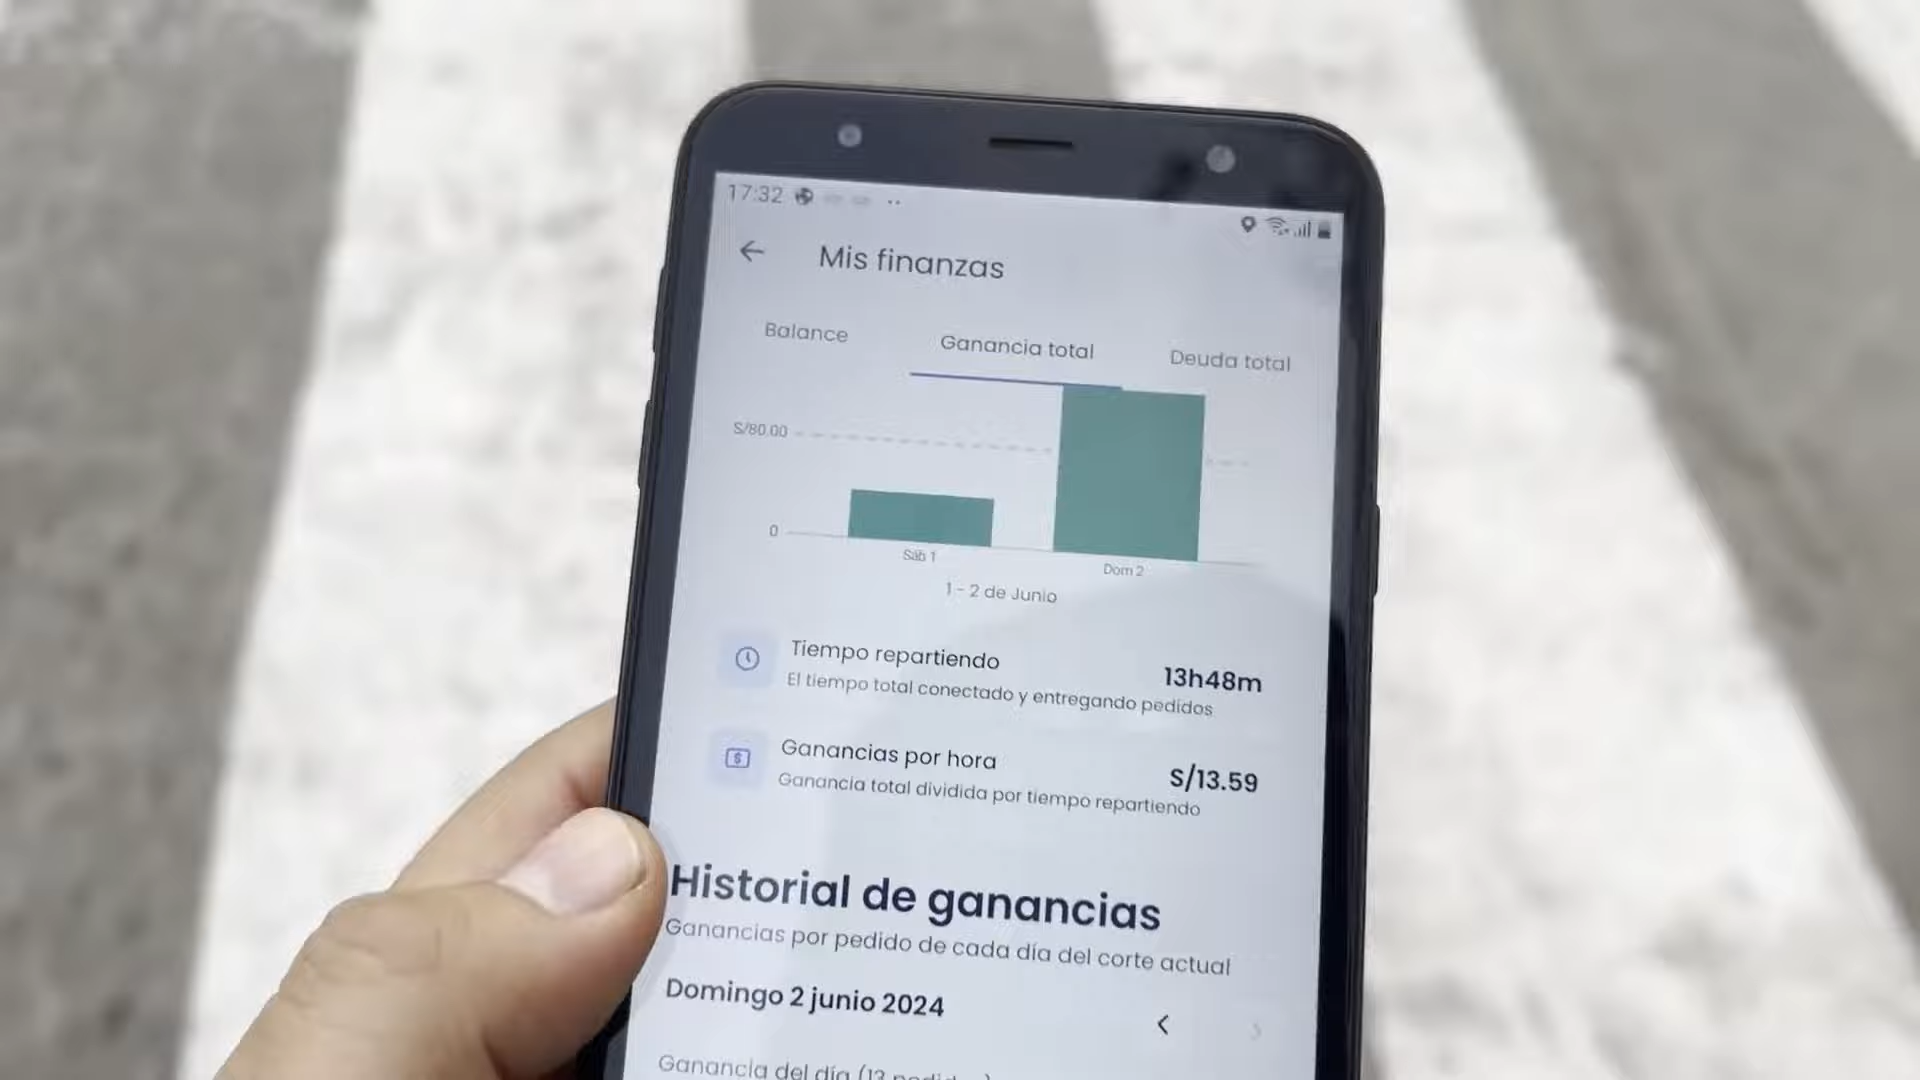 17:32
Mis finanzas
Balance Ganancia total Deuda total
S/80.00
0
Sáb 1 Dom 2
1 - 2 de Junio
Tiempo repartiendo 13h48m
El tiempo total conectado y entregando pedidos
Ganancias por hora S/13.59
Ganancia total dividida por tiempo repartiendo
Historial de ganancias
Ganancias por pedido de cada día del corte actual
Domingo 2 junio 2024
Ganancia del día (13